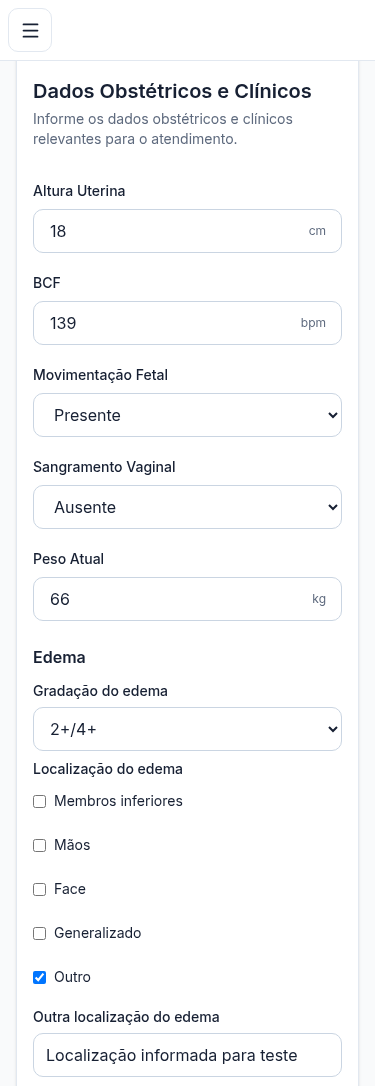 Dados Obstétricos e Clínicos
Informe os dados obstétricos e clínicos
relevantes para o atendimento.
Altura Uterina
18 cm
BCF
139 bpm
Movimentação Fetal
Presente
Sangramento Vaginal
Ausente
Peso Atual
66 kg
Edema
Gradação do edema
2+/4+
Localização do edema
Membros inferiores
Mãos
Face
Generalizado
Outro
Outra localização do edema
Localização informada para teste